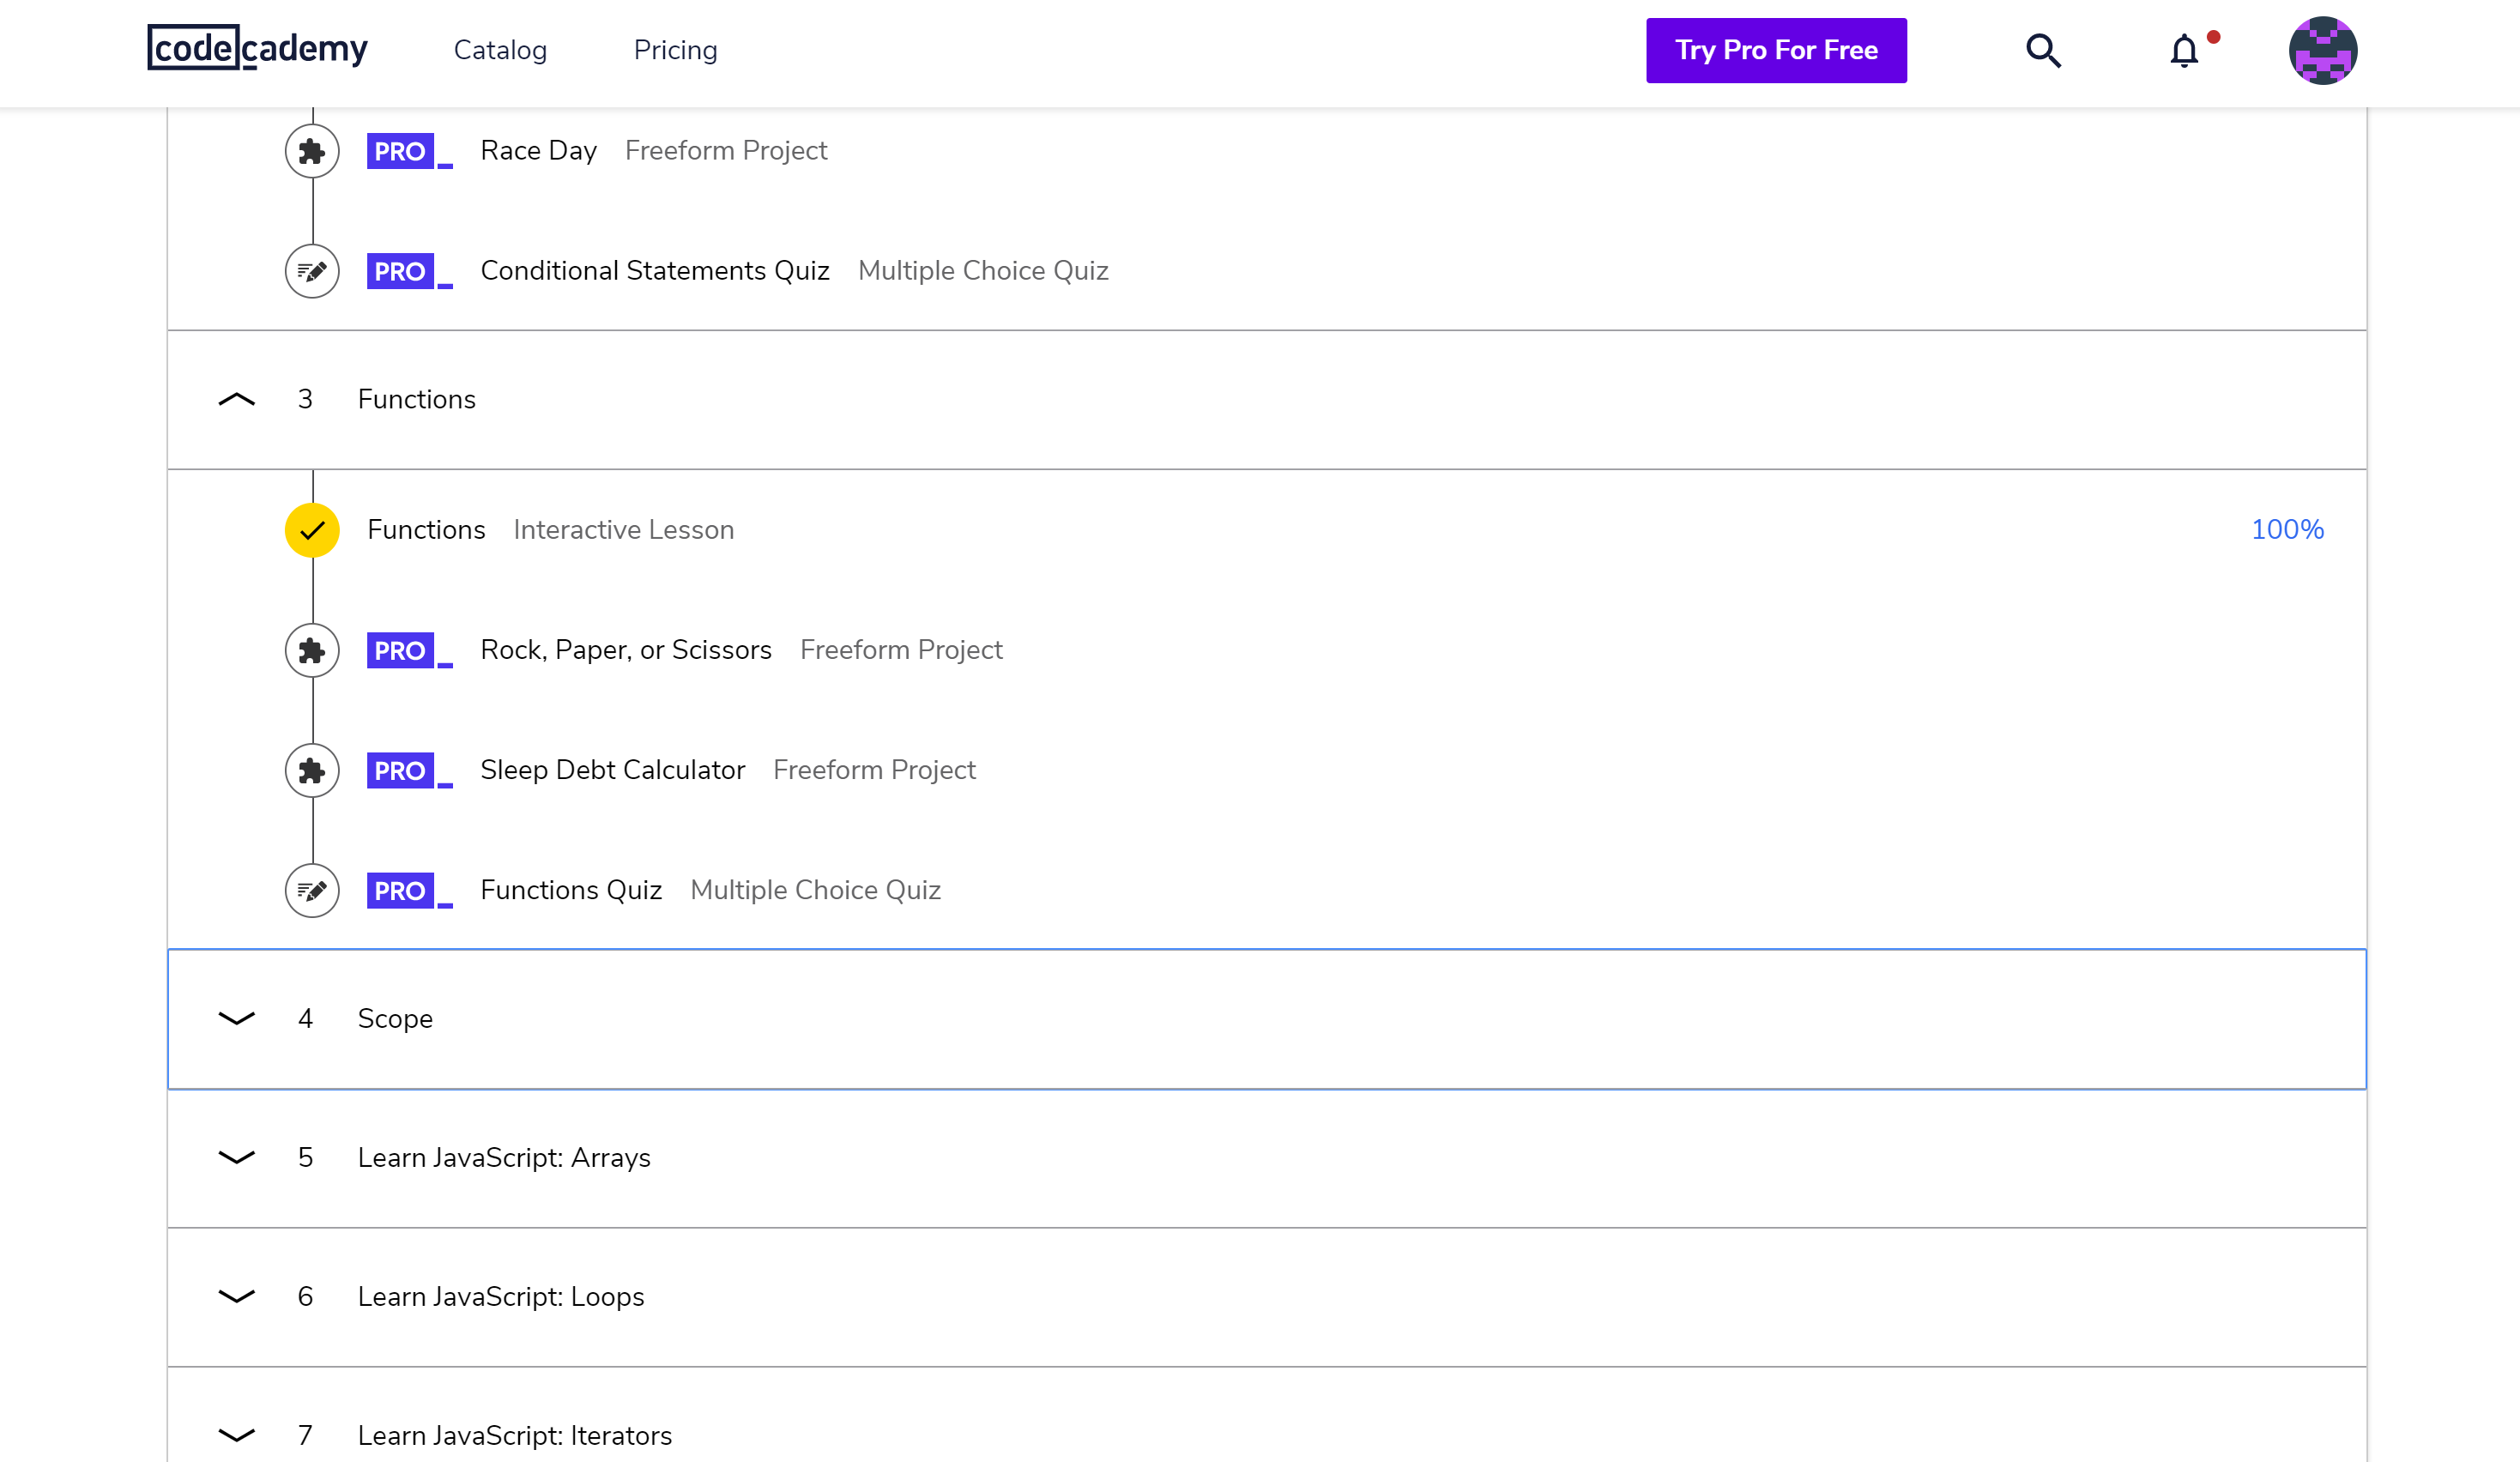 codecademy Catalog Pricing Try Pro For Free
PRO Race Day Freeform Project
PRO Conditional Statements Quiz Multiple Choice Quiz
3 Functions
Functions Interactive Lesson 100%
PRO Rock, Paper, or Scissors Freeform Project
PRO Sleep Debt Calculator Freeform Project
PRO Functions Quiz Multiple Choice Quiz
4 Scope
5 Learn JavaScript: Arrays
6 Learn JavaScript: Loops
7 Learn JavaScript: Iterators